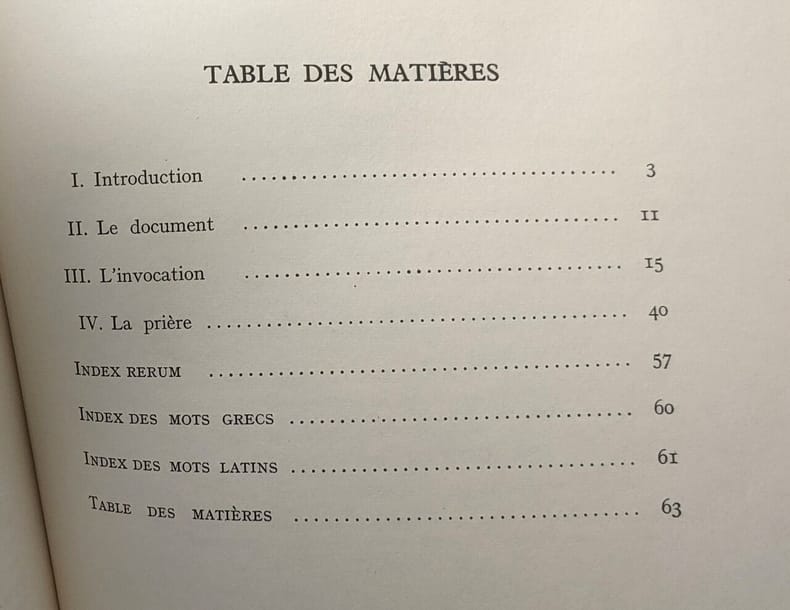 TABLE DES MATIÈRES
I. Introduction ..................................... 3
II. Le document ..................................... 11
III. L'invocation ..................................... 15
IV. La prière ......................................... 40
INDEX RERUM ......................................... 57
INDEX DES MOTS GRECS .................................. 60
INDEX DES MOTS LATINS .................................. 61
TABLE DES MATIÈRES .................................. 63